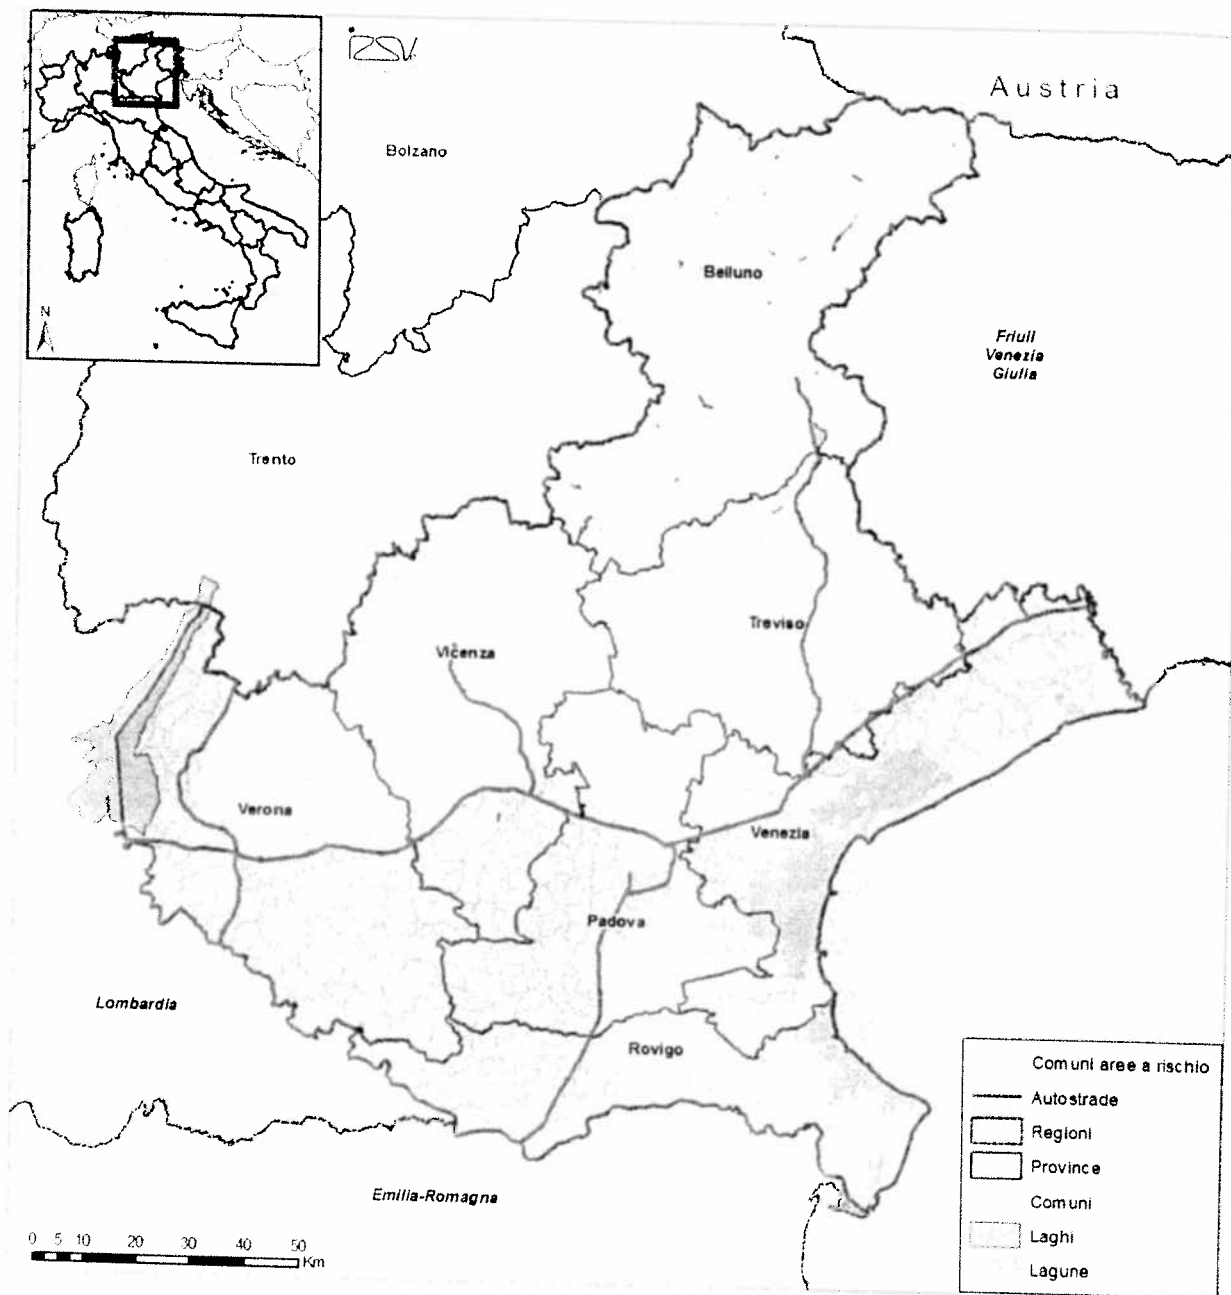 IZSVe
Austria
Bolzano
N
Belluno
Friuli
Venezia
Giulia
Trento
Vicenza
Treviso
Verona
Venezia
Padova
Lombardia
Rovigo
Emilia-Romagna
0 5 10 20 30 40 50
Km
Comuni aree a rischio
Autostrade
Regioni
Province
Comuni
Laghi
Lagune